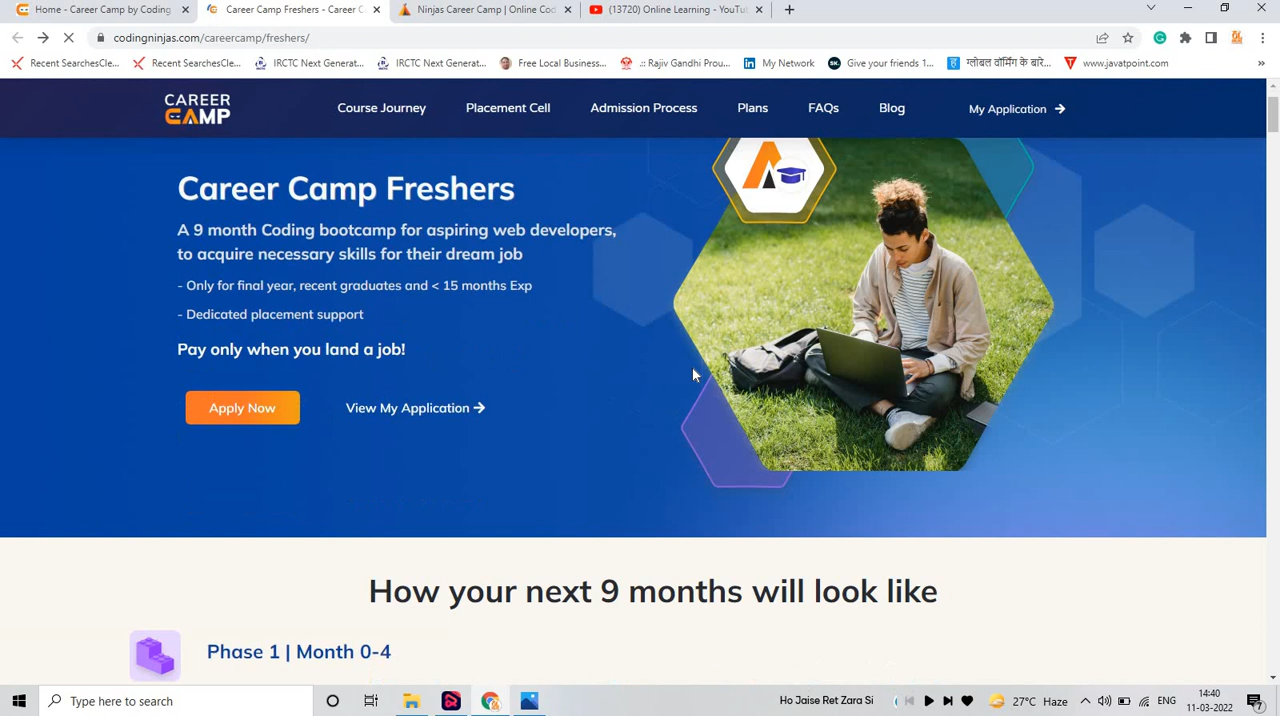 Home - Career Camp by Coding
Career Camp Freshers - Career C
Ninjas Career Camp | Online Cod
(13720) Online Learning - YouTu
codingninjas.com/careercamp/freshers/
Recent SearchesCle...
Recent SearchesCle...
IRCTC Next Generat...
IRCTC Next Generat...
Free Local Business...
.:: Rajiv Gandhi Prou...
My Network
Give your friends 1...
ग्लोबल वॉर्मिंग के बारे...
www.javatpoint.com
CAREER
CAMP
Course Journey
Placement Cell
Admission Process
Plans
FAQs
Blog
My Application
Career Camp Freshers
A 9 month Coding bootcamp for aspiring web developers,
to acquire necessary skills for their dream job
- Only for final year, recent graduates and < 15 months Exp
- Dedicated placement support
Pay only when you land a job!
Apply Now
View My Application
How your next 9 months will look like
Phase 1 | Month 0-4
Type here to search
Ho Jaise Ret Zara Si
27°C Haze
ENG
14:40
11-03-2022